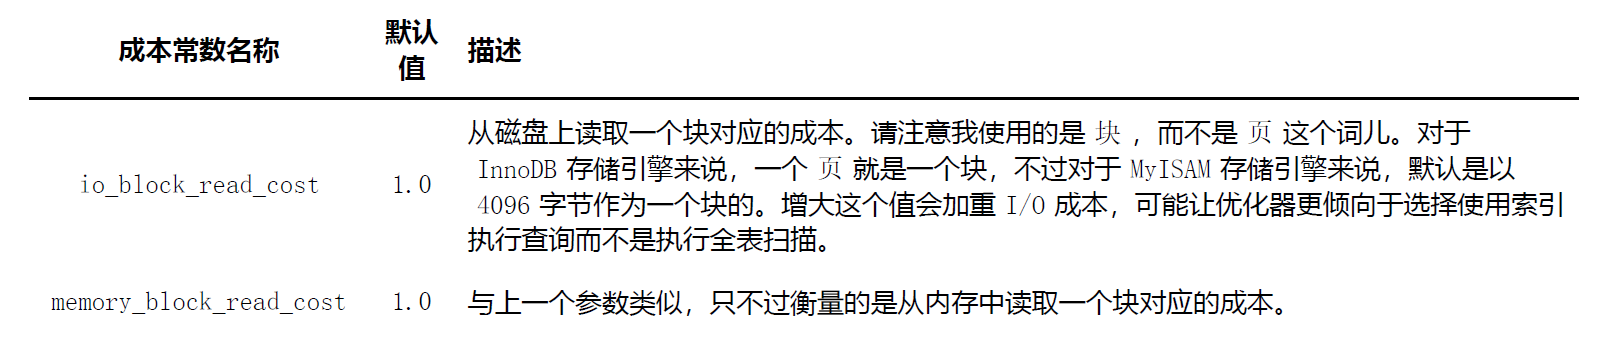 成本常数名称 默认值 描述
从磁盘上读取一个块对应的成本。请注意我使用的是 块 ，而不是 页 这个词儿。对于
InnoDB 存储引擎来说，一个 页 就是一个块，不过对于 MyISAM 存储引擎来说，默认是以
io_block_read_cost 1.0
4096 字节作为一个块的。增大这个值会加重 I/O 成本，可能让优化器更倾向于选择使用索引
执行查询而不是执行全表扫描。
memory_block_read_cost 1.0 与上一个参数类似，只不过衡量的是从内存中读取一个块对应的成本。